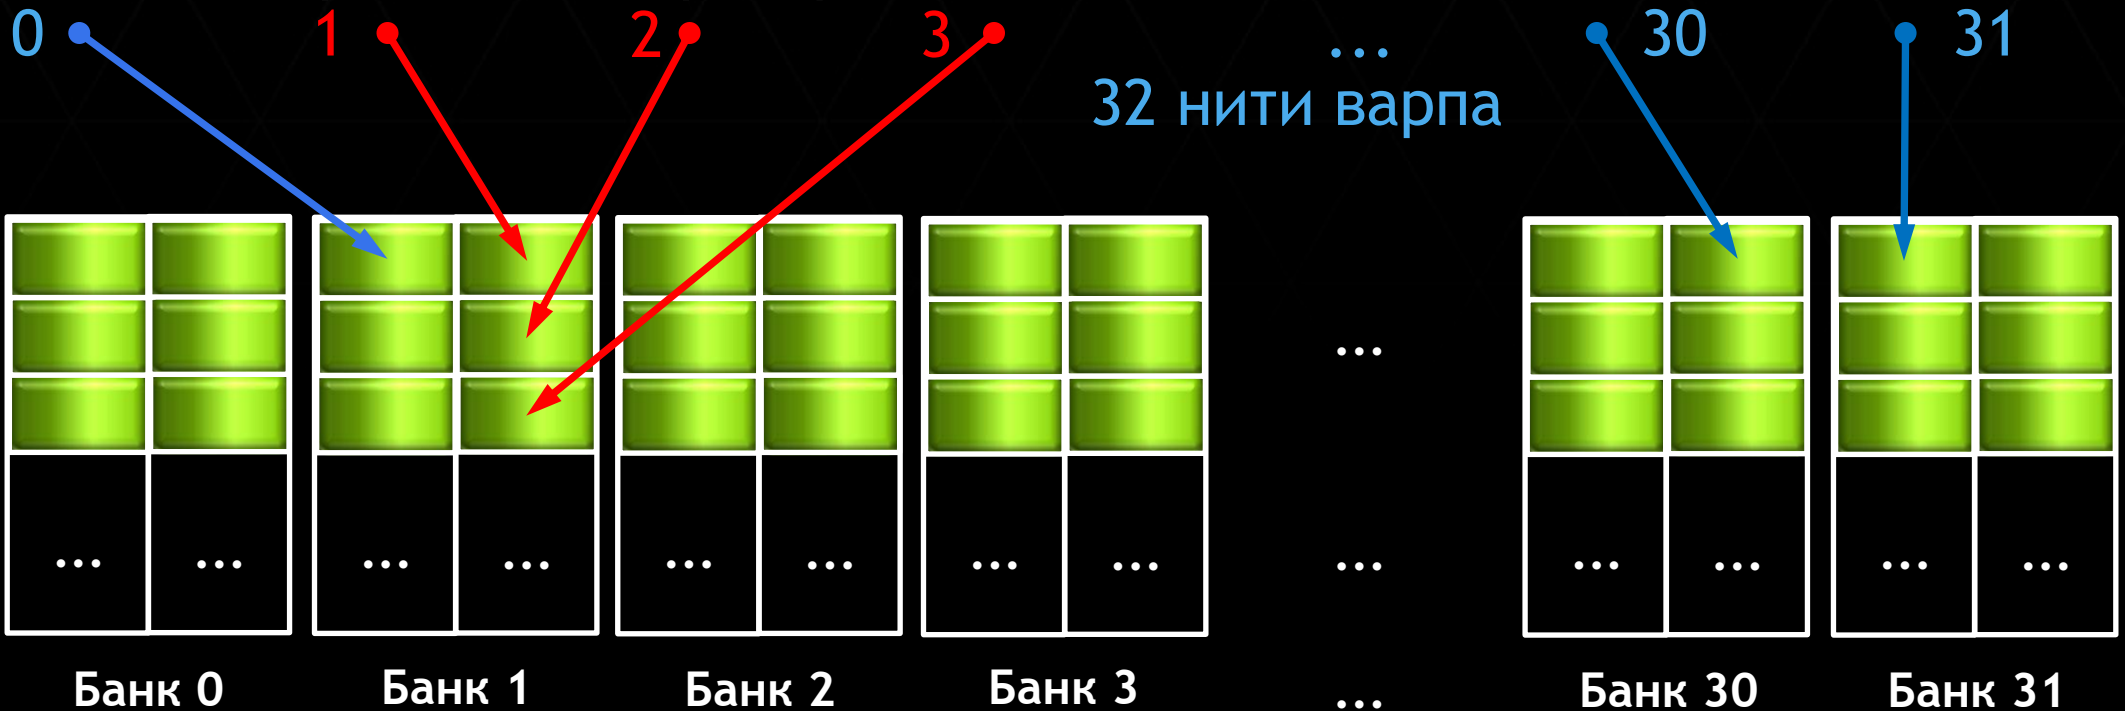 0 1 2 3 ... 30 31
32 нити варпа
...
... ... ... ... ... ... ... ... ... ... ... ... ...
Банк 0 Банк 1 Банк 2 Банк 3 ... Банк 30 Банк 31